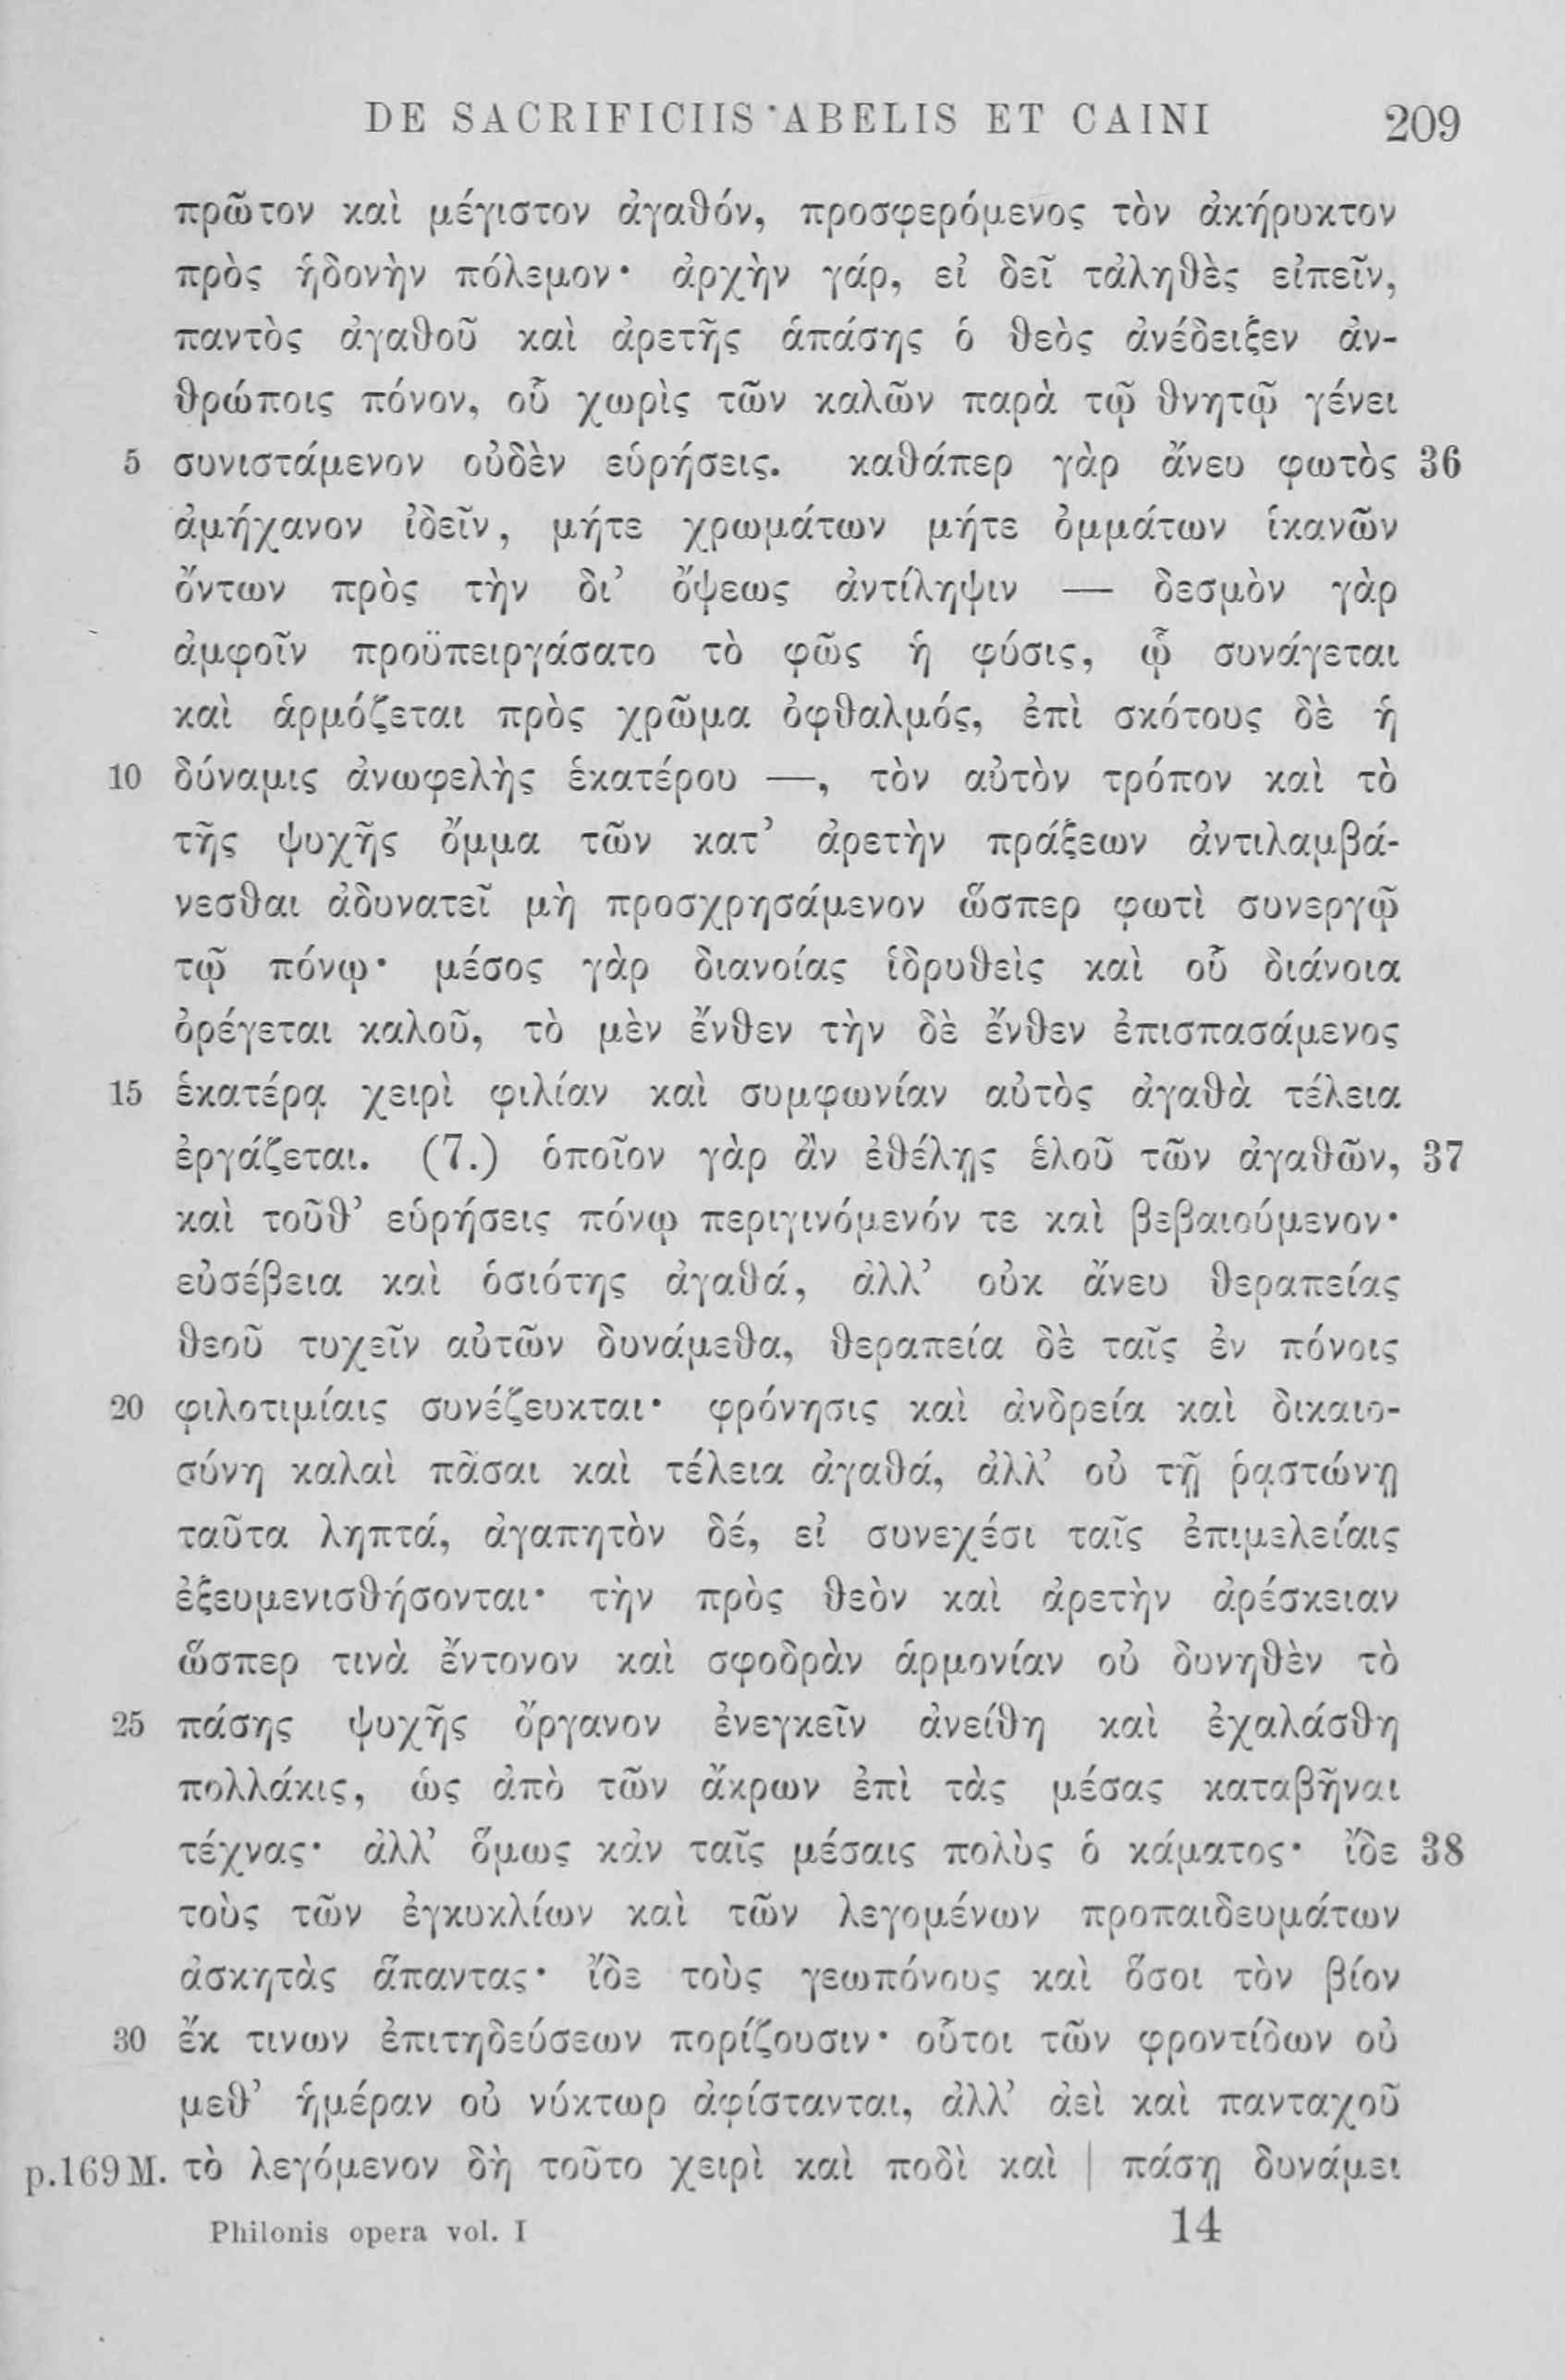 DE SACRIFICIIS ABELIS ET CAINI 209
πρῶτον καὶ μέγιστον ἀγαθόν, προσφερόμενος τὸν ἀκήρυκτον
πρὸς ἡδονὴν πόλεμον· ἀρχὴν γάρ, εἰ δεῖ τἀληθὲς εἰπεῖν,
παντὸς ἀγαθοῦ καὶ ἀρετῆς ἁπάσης ὁ θεὸς ἀνέδειξεν ἀν-
θρώποις πόνον, οὗ χωρὶς τῶν καλῶν παρὰ τῷ θνητῷ γένει
5 συνιστάμενον οὐδὲν εὑρήσεις. καθάπερ γὰρ ἄνευ φωτὸς 36
ἀμήχανον ἰδεῖν, μήτε χρωμάτων μήτε ὀμμάτων ἱκανῶν
ὄντων πρὸς τὴν δι’ ὄψεως ἀντίληψιν — δεσμὸν γὰρ
ἀμφοῖν προϋπειργάσατο τὸ φῶς ἡ φύσις, ᾧ συνάγεται
καὶ ἁρμόζεται πρὸς χρῶμα ὀφθαλμός, ἐπὶ σκότους δὲ ἡ
10 δύναμις ἀνωφελὴς ἑκατέρου —, τὸν αὐτὸν τρόπον καὶ τὸ
τῆς ψυχῆς ὄμμα τῶν κατ’ ἀρετὴν πράξεων ἀντιλαμβά-
νεσθαι ἀδυνατεῖ μὴ προσχρησάμενον ὥσπερ φωτὶ συνεργῷ
τῷ πόνῳ· μέσος γὰρ διανοίας ἱδρυθεὶς καὶ οὗ διάνοια
ὀρέγεται καλοῦ, τὸ μὲν ἔνθεν τὴν δὲ ἔνθεν ἐπισπασάμενος
15 ἑκατέρᾳ χειρὶ φιλίαν καὶ συμφωνίαν αὐτὸς ἀγαθὰ τέλεια
ἐργάζεται. (7.) ὁποῖον γὰρ ἂν ἐθέλῃς ἑλοῦ τῶν ἀγαθῶν, 37
καὶ τοῦθ’ εὑρήσεις πόνῳ περιγινόμενόν τε καὶ βεβαιούμενον·
εὐσέβεια καὶ ὁσιότης ἀγαθά, ἀλλ’ οὐκ ἄνευ θεραπείας
θεοῦ τυχεῖν αὐτῶν δυνάμεθα, θεραπεία δὲ ταῖς ἐν πόνοις
20 φιλοτιμίαις συνέζευκται· φρόνησις καὶ ἀνδρεία καὶ δικαιο-
σύνη καλαὶ πᾶσαι καὶ τέλεια ἀγαθά, ἀλλ’ οὐ τῇ ῥᾳστώνῃ
ταῦτα ληπτά, ἀγαπητὸν δέ, εἰ συνεχέσι ταῖς ἐπιμελείαις
ἐξευμενισθήσονται· τὴν πρὸς θεὸν καὶ ἀρετὴν ἀρέσκειαν
ὥσπερ τινὰ ἔντονον καὶ σφοδρὰν ἁρμονίαν οὐ δυνηθὲν τὸ
25 πάσης ψυχῆς ὄργανον ἐνεγκεῖν ἀνείθη καὶ ἐχαλάσθη
πολλάκις, ὡς ἀπὸ τῶν ἄκρων ἐπὶ τὰς μέσας καταβῆναι
τέχνας· ἀλλ’ ὅμως κἀν ταῖς μέσαις πολὺς ὁ κάματος· ἴδε 38
τοὺς τῶν ἐγκυκλίων καὶ τῶν λεγομένων προπαιδευμάτων
ἀσκητὰς ἅπαντας· ἴδε τοὺς γεωπόνους καὶ ὅσοι τὸν βίον
30 ἔκ τινων ἐπιτηδεύσεων πορίζουσιν· οὗτοι τῶν φροντίδων οὐ
μεθ’ ἡμέραν οὐ νύκτωρ ἀφίστανται, ἀλλ’ ἀεὶ καὶ πανταχοῦ
p.169 M. τὸ λεγόμενον δὴ τοῦτο χειρὶ καὶ ποδὶ καὶ | πάσῃ δυνάμει
Philonis opera vol. I 14